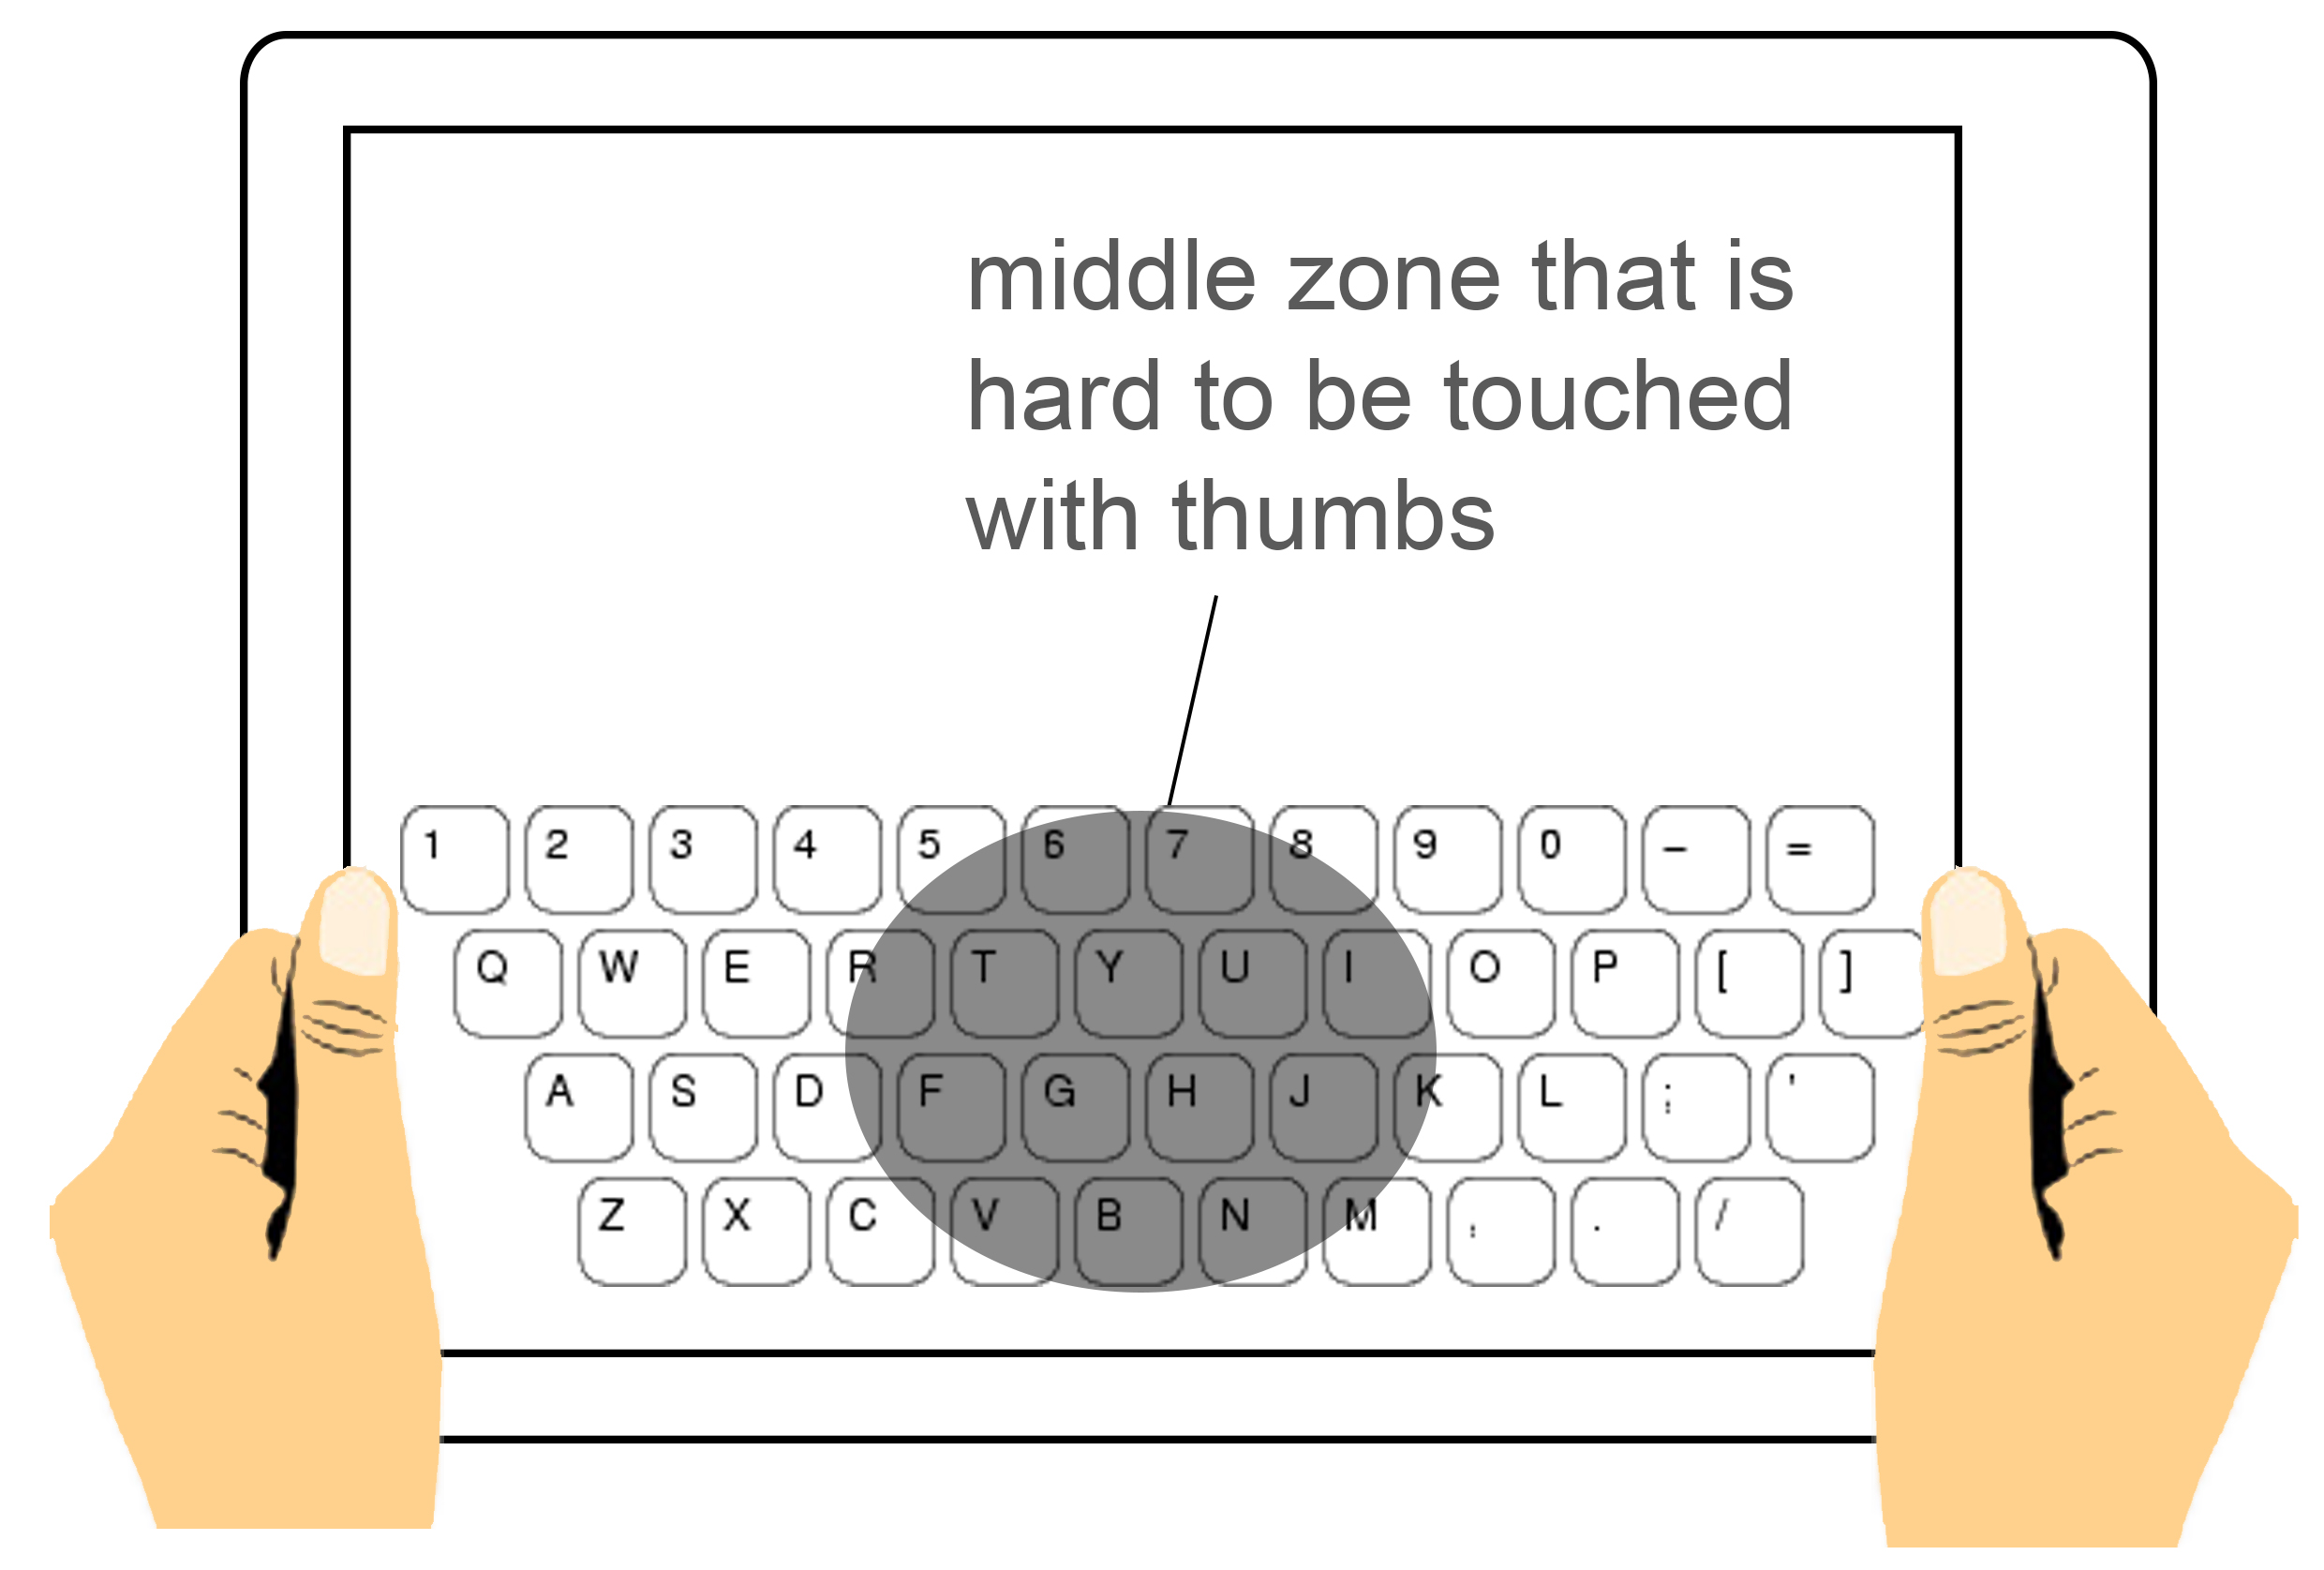 middle zone that is
hard to be touched
with thumbs
1 2 3 4 5 6 7 8 9 0 – =
Q W E R T Y U I O P [ ]
A S D F G H J K L ; '
Z X C V B N M , . /